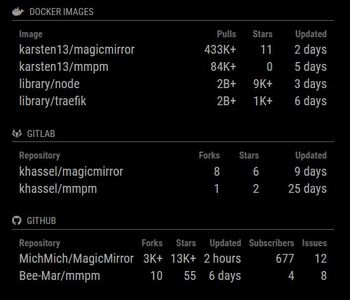 DOCKER IMAGES
Image Pulls Stars Updated
karsten13/magicmirror 433K+ 11 2 days
karsten13/mmpm 84K+ 0 5 days
library/node 2B+ 9K+ 3 days
library/traefik 2B+ 1K+ 6 days
GITLAB
Repository Forks Stars Updated
khassel/magicmirror 8 6 9 days
khassel/mmpm 1 2 25 days
GITHUB
Repository Forks Stars Updated Subscribers Issues
MichMich/MagicMirror 3K+ 13K+ 2 hours 677 12
Bee-Mar/mmpm 10 55 6 days 4 8